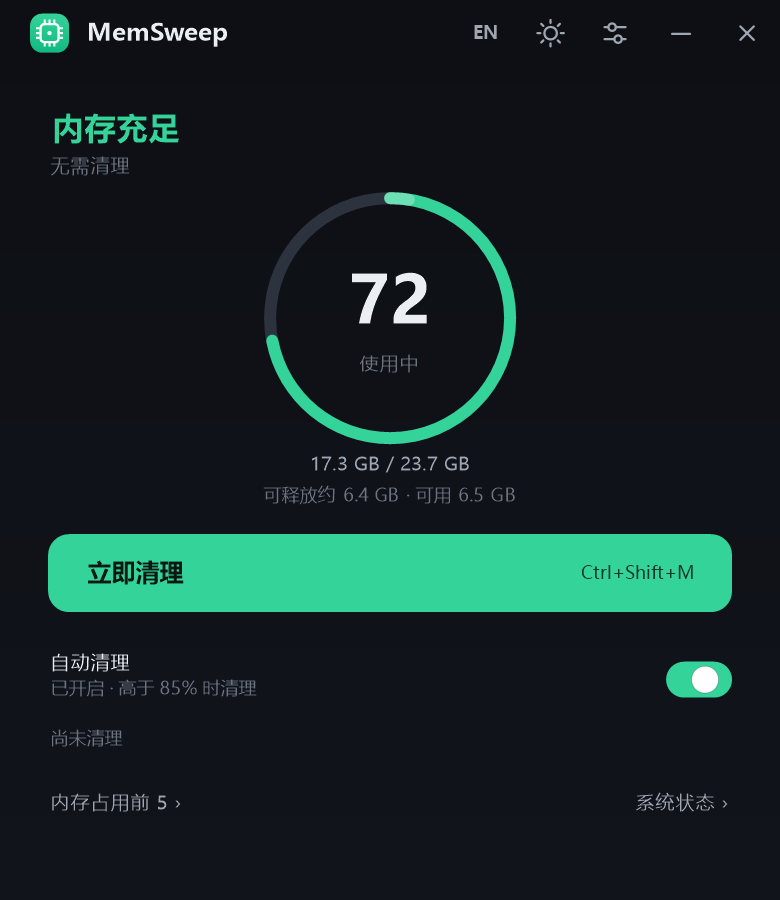 MemSweep EN
内存充足
无需清理
72
使用中
17.3 GB / 23.7 GB
可释放约 6.4 GB · 可用 6.5 GB
立即清理 Ctrl+Shift+M
自动清理
已开启 · 高于 85% 时清理
尚未清理
内存占用前 5 › 系统状态 ›